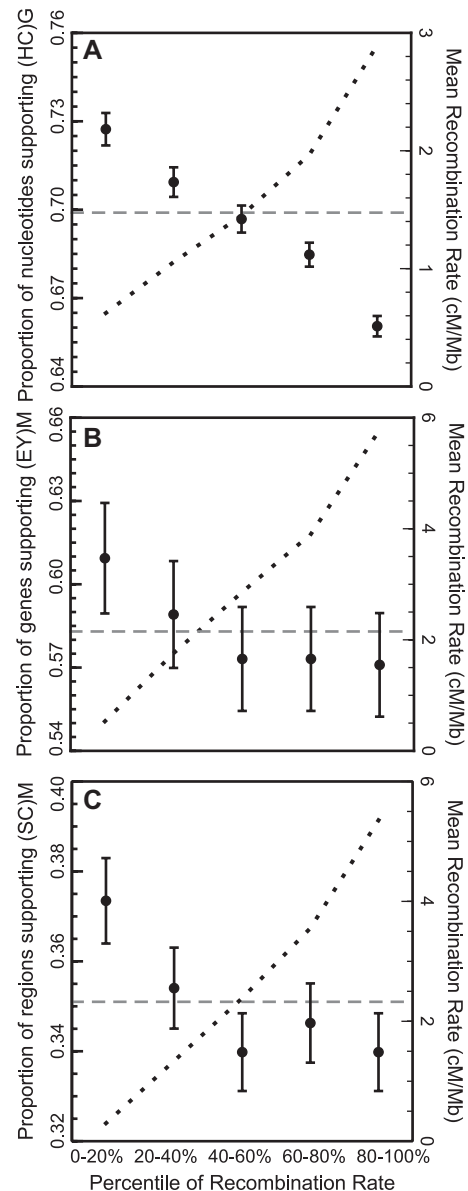 A
Proportion of nucleotides supporting (HC)G
0.76
0.73
0.70
0.67
0.64
3
2
1
0
Mean Recombination Rate (cM/Mb)
B
Proportion of genes supporting (EY)M
0.66
0.63
0.60
0.57
0.54
6
4
2
0
Mean Recombination Rate (cM/Mb)
C
Proportion of regions supporting (SC)M
0.40
0.38
0.36
0.34
0.32
6
4
2
0
Mean Recombination Rate (cM/Mb)
0-20% 20-40% 40-60% 60-80% 80-100%
Percentile of Recombination Rate